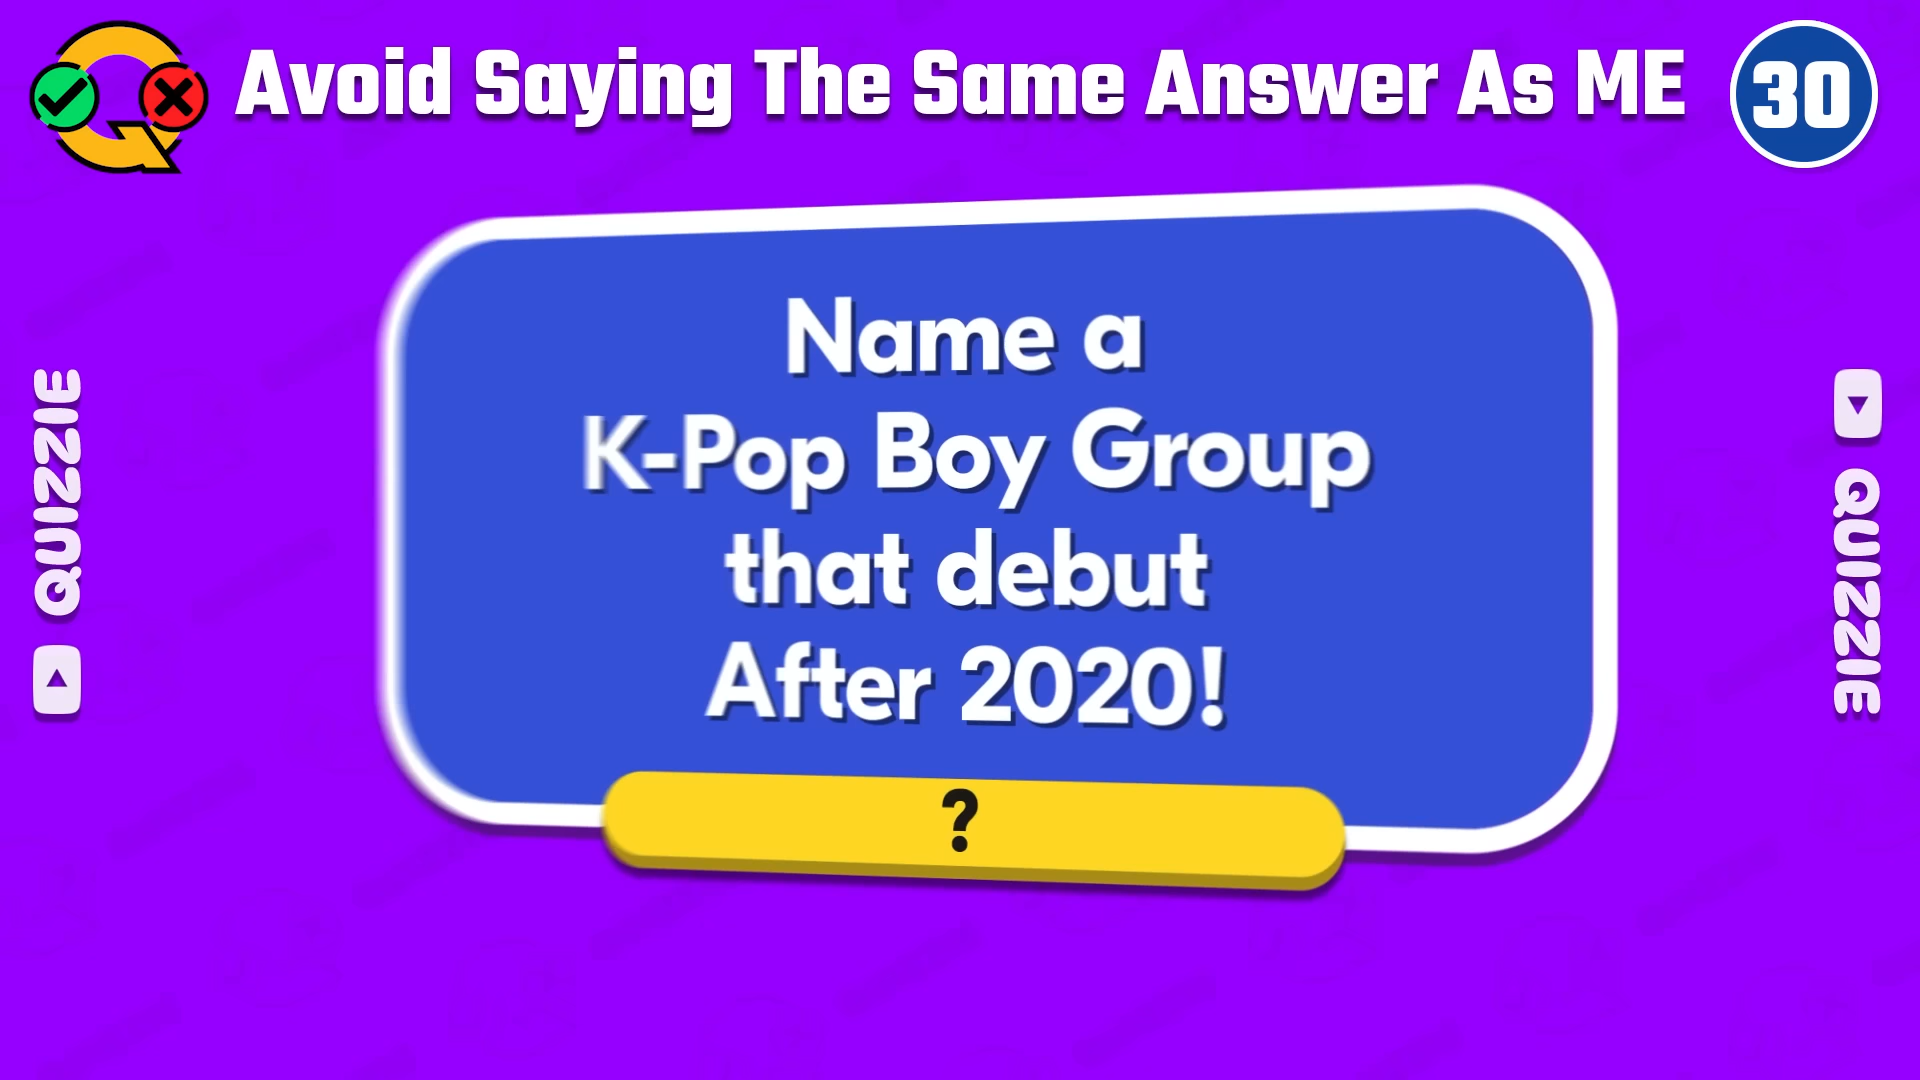 Avoid Saying The Same Answer As ME
30
Name a
K-Pop Boy Group
that debut
After 2020!
?
QUIZZIE
QUIZZIE